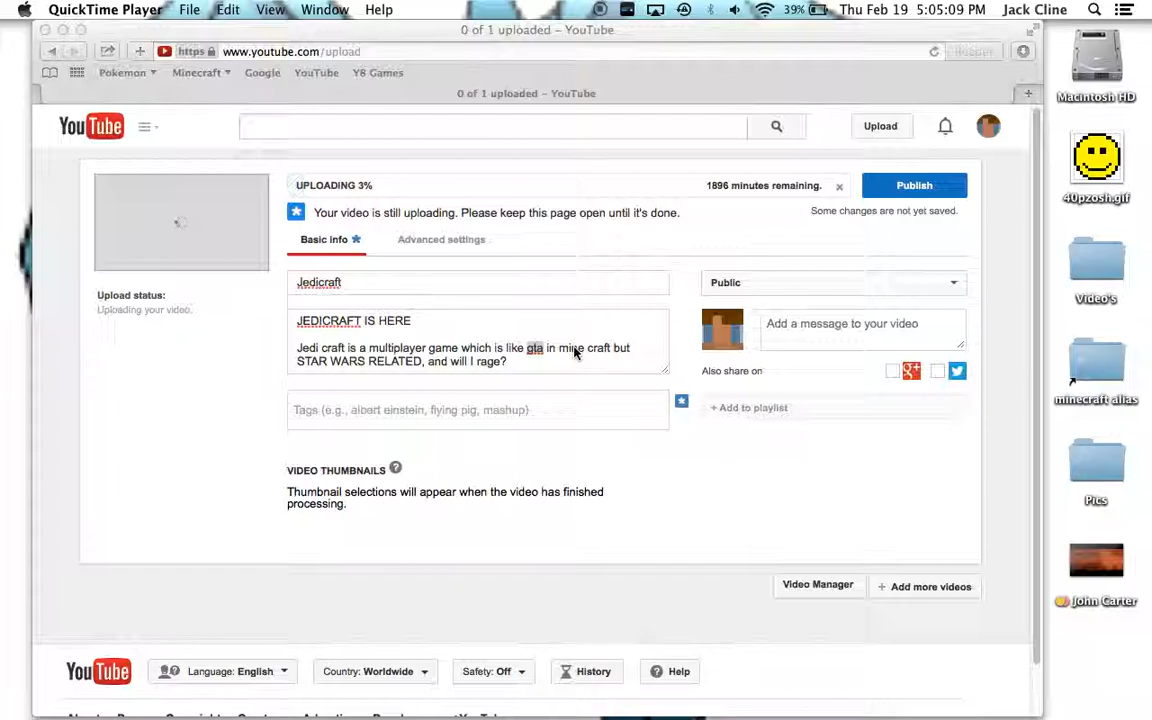 QuickTime Player File Edit View Window Help 39% Thu Feb 19 5:05:09 PM Jack Cline
0 of 1 uploaded – YouTube
https www.youtube.com/upload
Pokemon Minecraft Google YouTube Y8 Games
0 of 1 uploaded – YouTube
YouTube Upload
UPLOADING 3% 1896 minutes remaining. Publish
Your video is still uploading. Please keep this page open until it's done. Some changes are not yet saved.
Basic info Advanced settings
Jedicraft Public
JEDICRAFT IS HERE Add a message to your video
Jedi craft is a multiplayer game which is like gta in mine craft but
STAR WARS RELATED, and will I rage?
Upload status:
Uploading your video.
Also share on
Tags (e.g., albert einstein, flying pig, mashup) + Add to playlist
VIDEO THUMBNAILS ?
Thumbnail selections will appear when the video has finished
processing.
Video Manager + Add more videos
YouTube Language: English Country: Worldwide Safety: Off History Help
Macintosh HD
40pzosh.gif
Video's
minecraft alias
Pics
John Carter